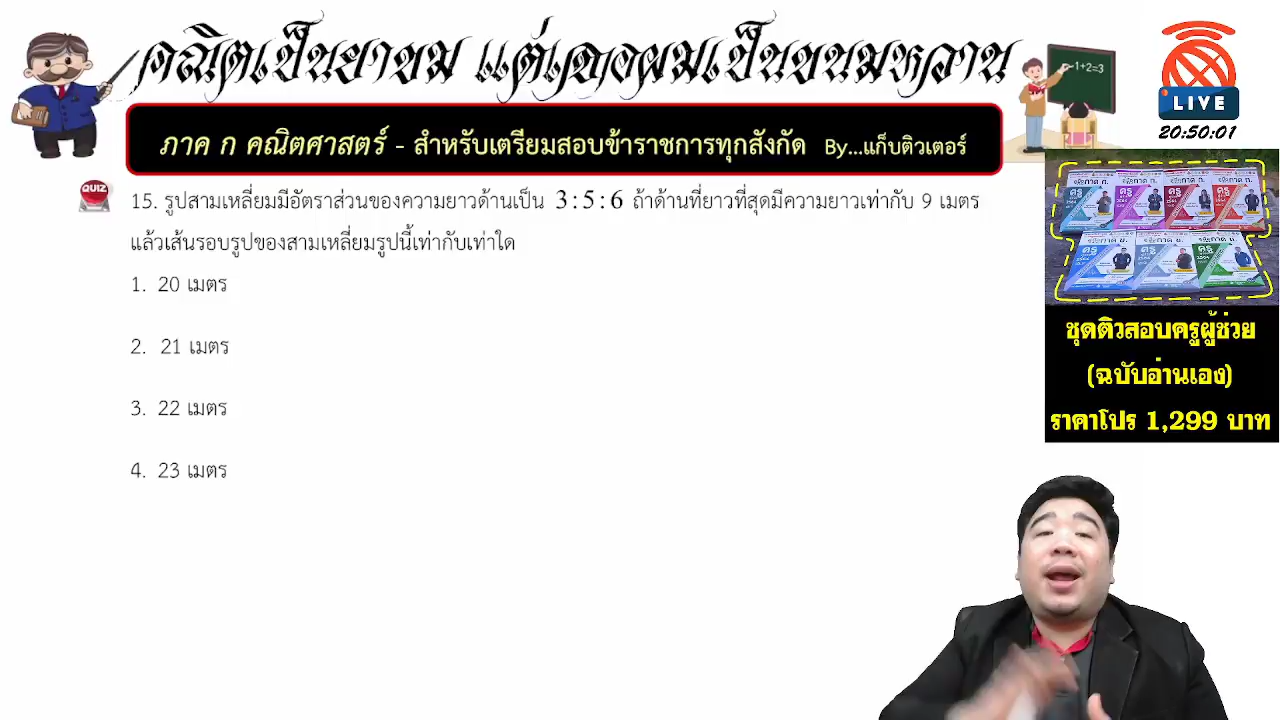 คณิตเป็นยาขม แต่เจอผมเป็นขนมหวาน
1+2=3
LIVE
20:50:01
ภาค ก คณิตศาสตร์ - สำหรับเตรียมสอบข้าราชการทุกสังกัด By...แก็บติวเตอร์
QUIZ
15. รูปสามเหลี่ยมมีอัตราส่วนของความยาวด้านเป็น 3:5:6 ถ้าด้านที่ยาวที่สุดมีความยาวเท่ากับ 9 เมตร
แล้วเส้นรอบรูปของสามเหลี่ยมรูปนี้เท่ากับเท่าใด
1. 20 เมตร
2. 21 เมตร
3. 22 เมตร
4. 23 เมตร
ชุดติวสอบครูผู้ช่วย
(ฉบับอ่านเอง)
ราคาโปร 1,299 บาท